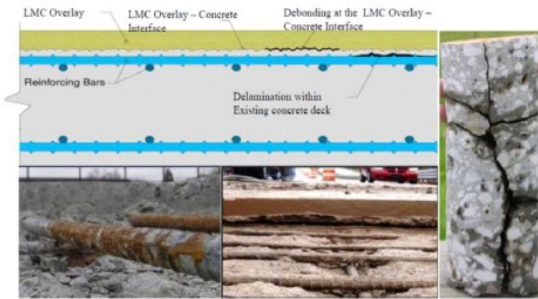 LMC Overlay
LMC Overlay – Concrete
Interface
Debonding at the LMC Overlay –
Concrete Interface
Reinforcing Bars
Delamination within
Existing concrete deck